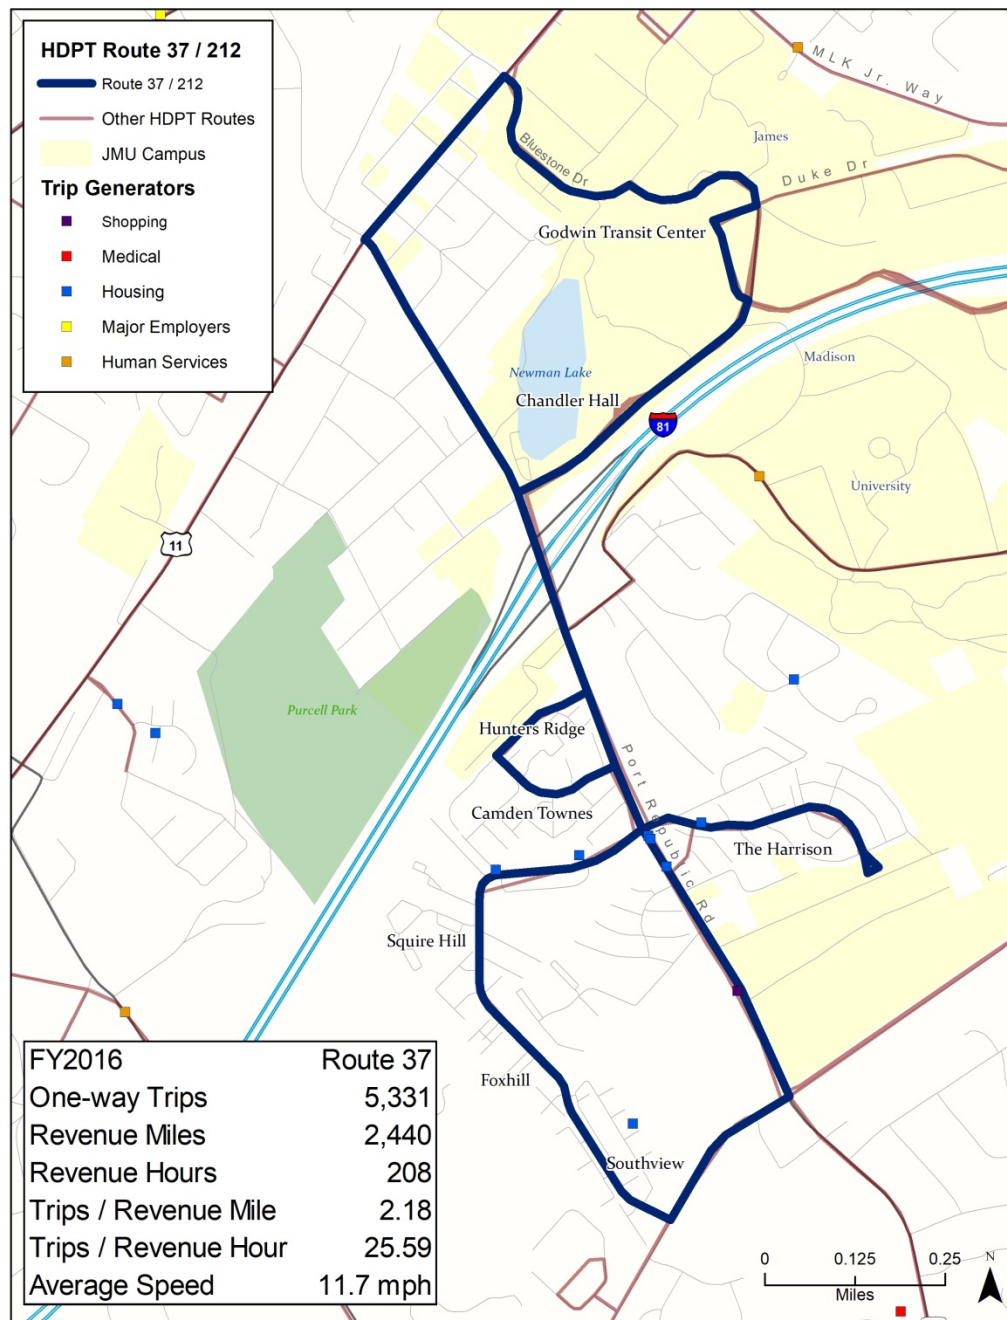 HDPT Route 37 / 212
Route 37 / 212
Other HDPT Routes
JMU Campus
Trip Generators
Shopping
Medical
Housing
Major Employers
Human Services
MLK Jr. Way
James
Bluestone Dr
Duke Dr
Godwin Transit Center
Madison
Newman Lake
Chandler Hall
81
University
11
Purcell Park
Hunters Ridge
Port Republic Rd
Camden Townes
The Harrison
Squire Hill
Foxhill
Southview
FY2016 Route 37
One-way Trips 5,331
Revenue Miles 2,440
Revenue Hours 208
Trips / Revenue Mile 2.18
Trips / Revenue Hour 25.59
Average Speed 11.7 mph
0 0.125 0.25
Miles
N